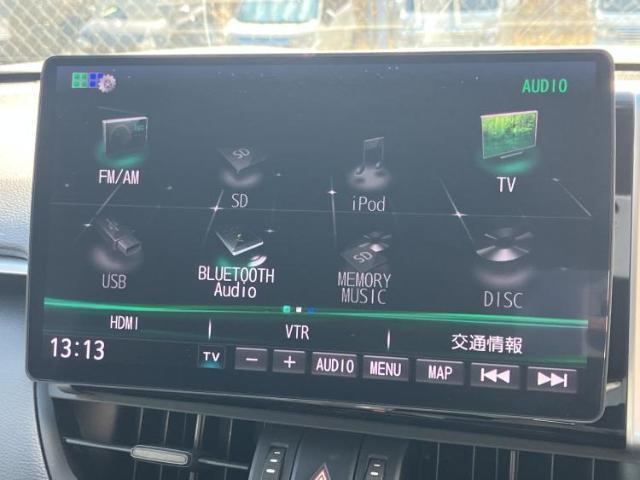 AUDIO
FM/AM
SD
iPod
TV
USB
BLUETOOTH
Audio
MEMORY
MUSIC
DISC
HDMI
VTR
交通情報
13:13
TV
AUDIO
MENU
MAP